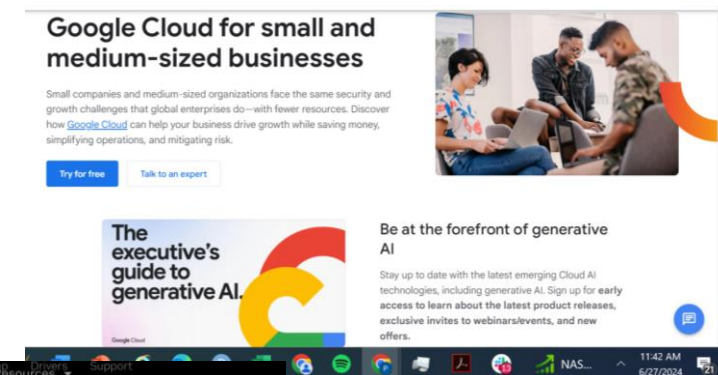 Google Cloud for small and
medium-sized businesses
Small companies and medium-sized organizations face the same security and
growth challenges that global enterprises do—with fewer resources. Discover
how Google Cloud can help your business drive growth while saving money,
simplifying operations, and mitigating risk.
Try for free
Talk to an expert
The
executive's
guide to
generative AI.
Google Cloud
Be at the forefront of generative
AI
Stay up to date with the latest emerging Cloud AI
technologies, including generative AI. Sign up for early
access to learn about the latest product releases,
exclusive invites to webinars/events, and new
offers.
Drivers Support
13
NAS...
11:42 AM
6/27/2024
21